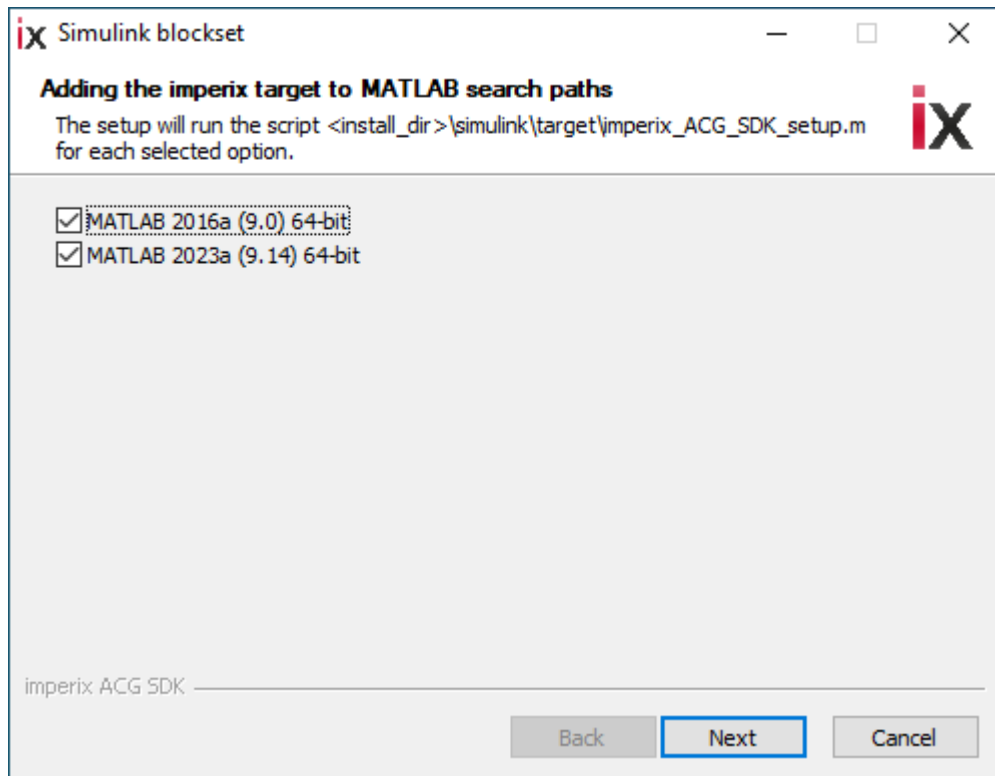 ix Simulink blockset
Adding the imperix target to MATLAB search paths
The setup will run the script <install_dir>\simulink\target\imperix_ACG_SDK_setup.m
for each selected option.
ix
MATLAB 2016a (9.0) 64-bit
MATLAB 2023a (9.14) 64-bit
imperix ACG SDK
Back
Next
Cancel